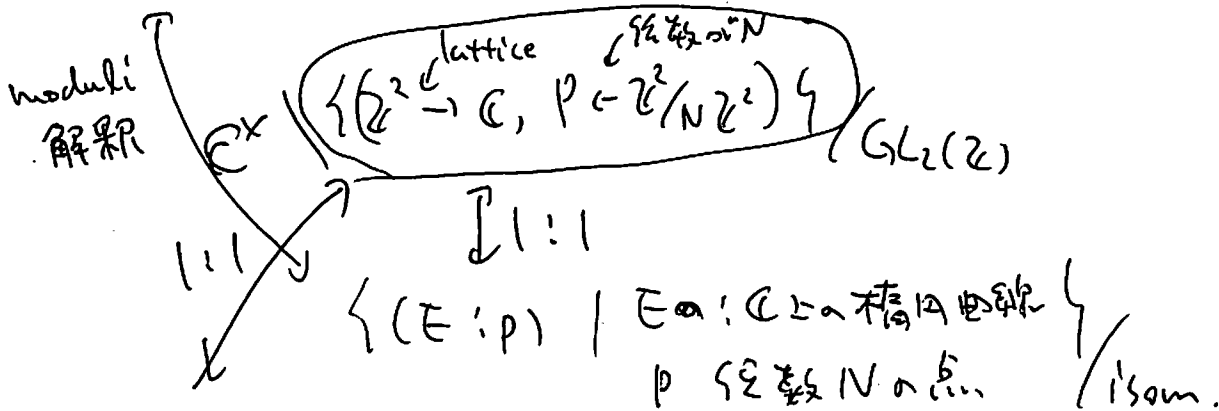 lattice 位数がN
moduli 解釈
ℂ^× \ {(ℤ² → ℂ, P ∈ ℤ²/Nℤ²)} / GL₂(ℤ)
1:1 1:1
{(E, P) | E : ℂ上の楕円曲線
P 位数Nの点} / isom.